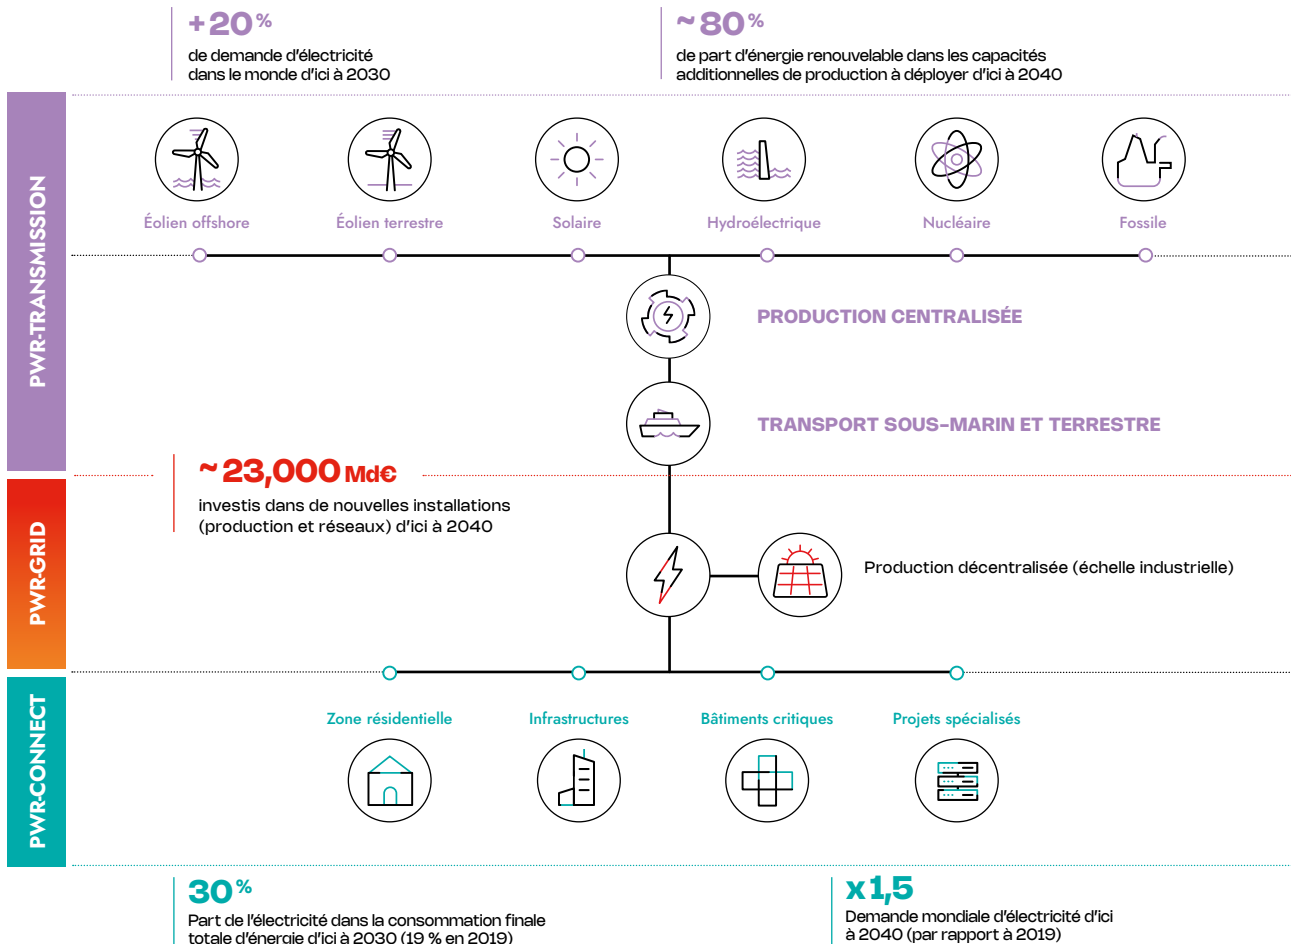 +20 %
de demande d'électricité
dans le monde d'ici à 2030
~80 %
de part d'énergie renouvelable dans les capacités
additionnelles de production à déployer d'ici à 2040
PWR-TRANSMISSION
Éolien offshore
Éolien terrestre
Solaire
Hydroélectrique
Nucléaire
Fossile
PRODUCTION CENTRALISÉE
TRANSPORT SOUS-MARIN ET TERRESTRE
~23,000 Md€
investis dans de nouvelles installations
(production et réseaux) d'ici à 2040
PWR-GRID
Production décentralisée (échelle industrielle)
PWR-CONNECT
Zone résidentielle
Infrastructures
Bâtiments critiques
Projets spécialisés
30 %
Part de l'électricité dans la consommation finale
totale d'énergie d'ici à 2030 (19 % en 2019)
x1,5
Demande mondiale d'électricité d'ici
à 2040 (par rapport à 2019)